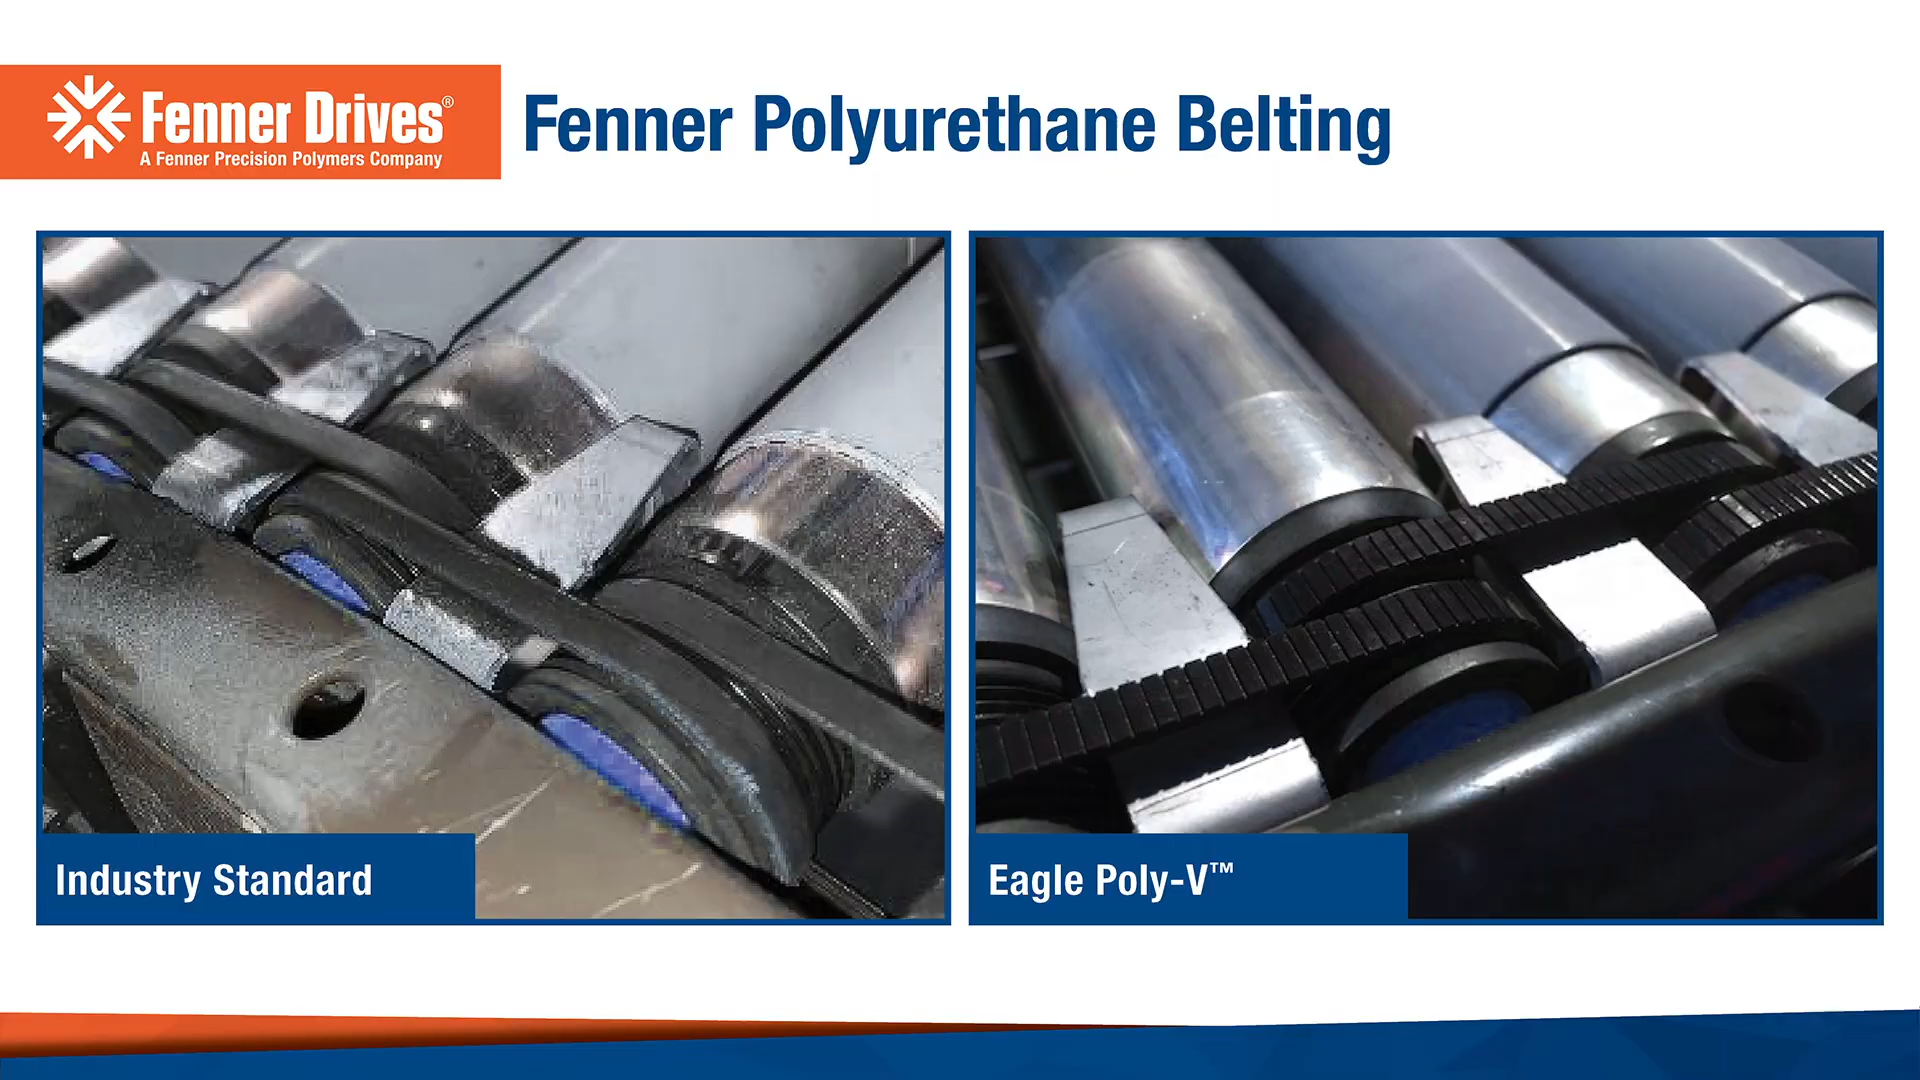 Fenner Drives®
A Fenner Precision Polymers Company
Fenner Polyurethane Belting
Industry Standard
Eagle Poly-V™